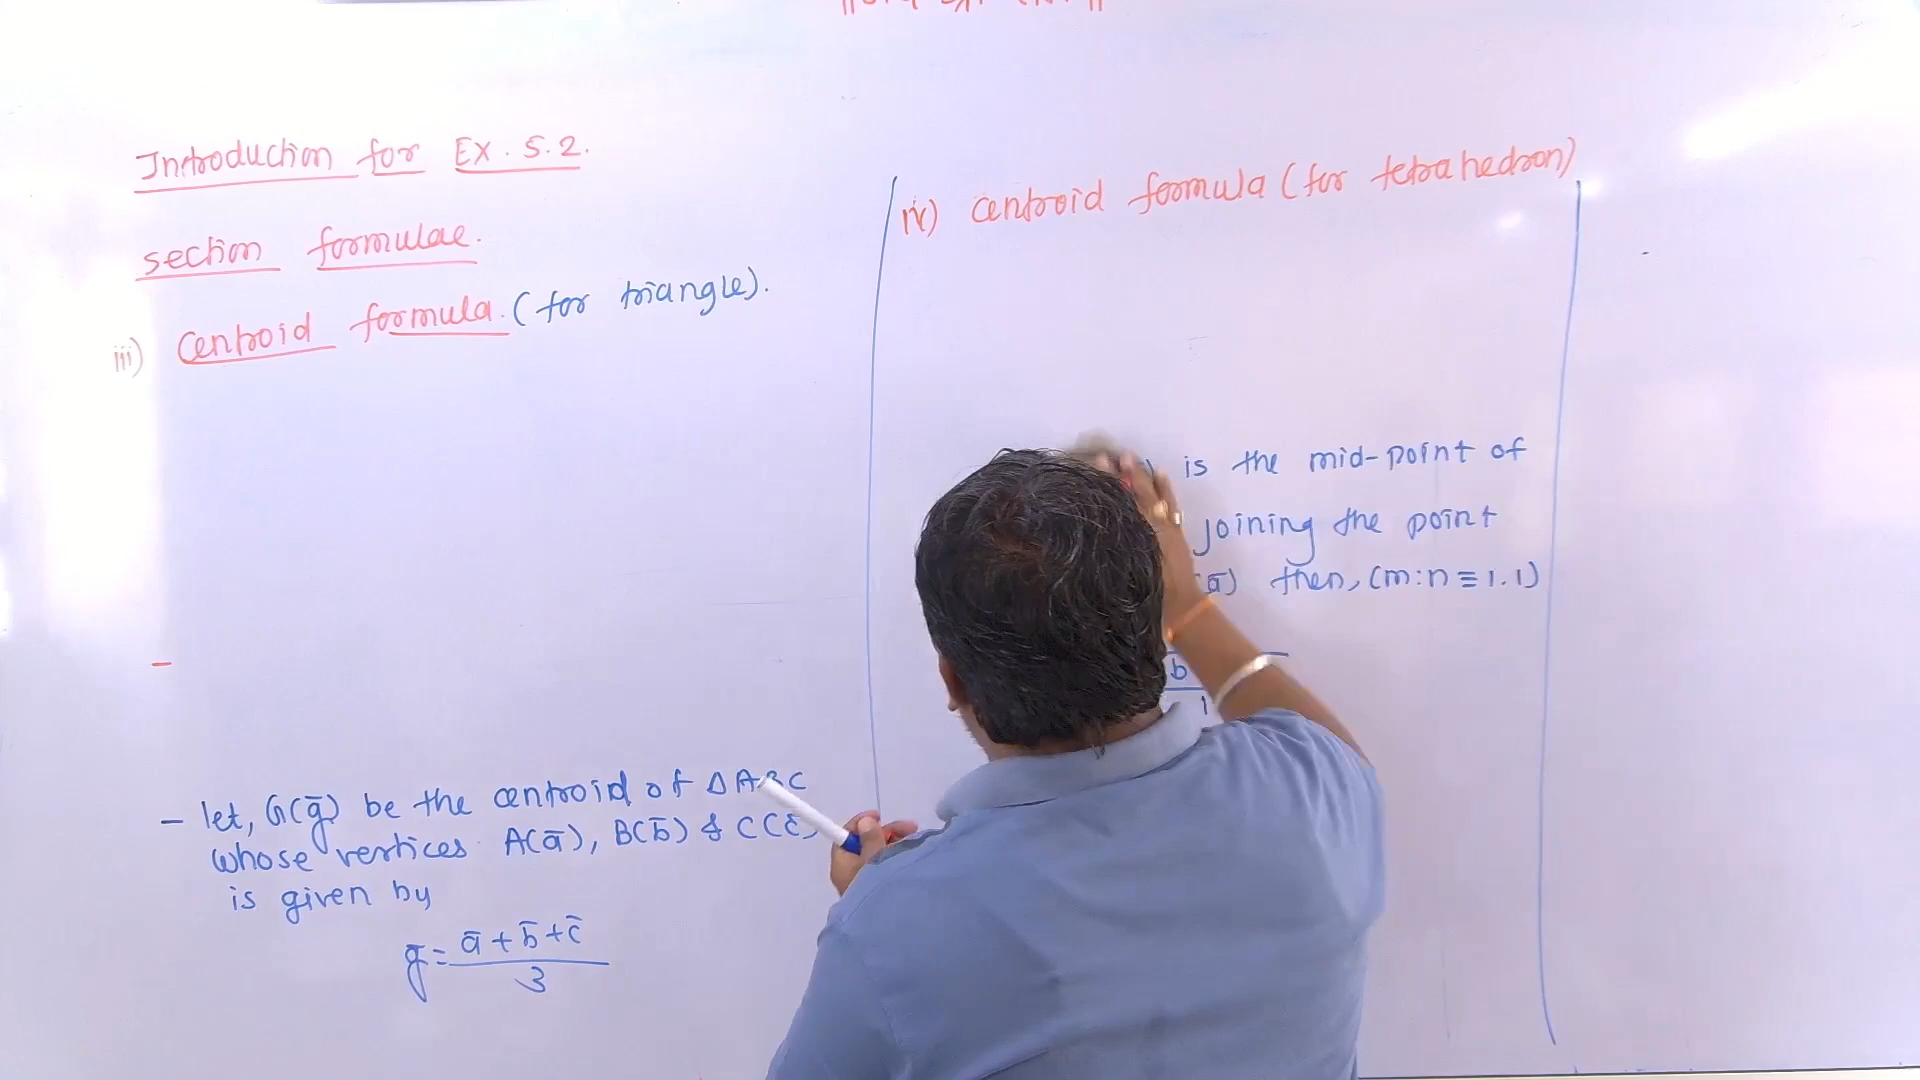 Introduction for Ex. 5.2.
section formulae.
iii) Centroid formula. (for triangle).
- let, G(ḡ) be the centroid of ΔABC
whose vertices A(ā), B(b̄) & C(c̄)
is given by
ḡ = ā + b̄ + c̄
3
iv) Centroid formula (for tetrahedron)
is the mid-point of
joining the point
(ā) then, (m:n ≡ 1.1)
b
1